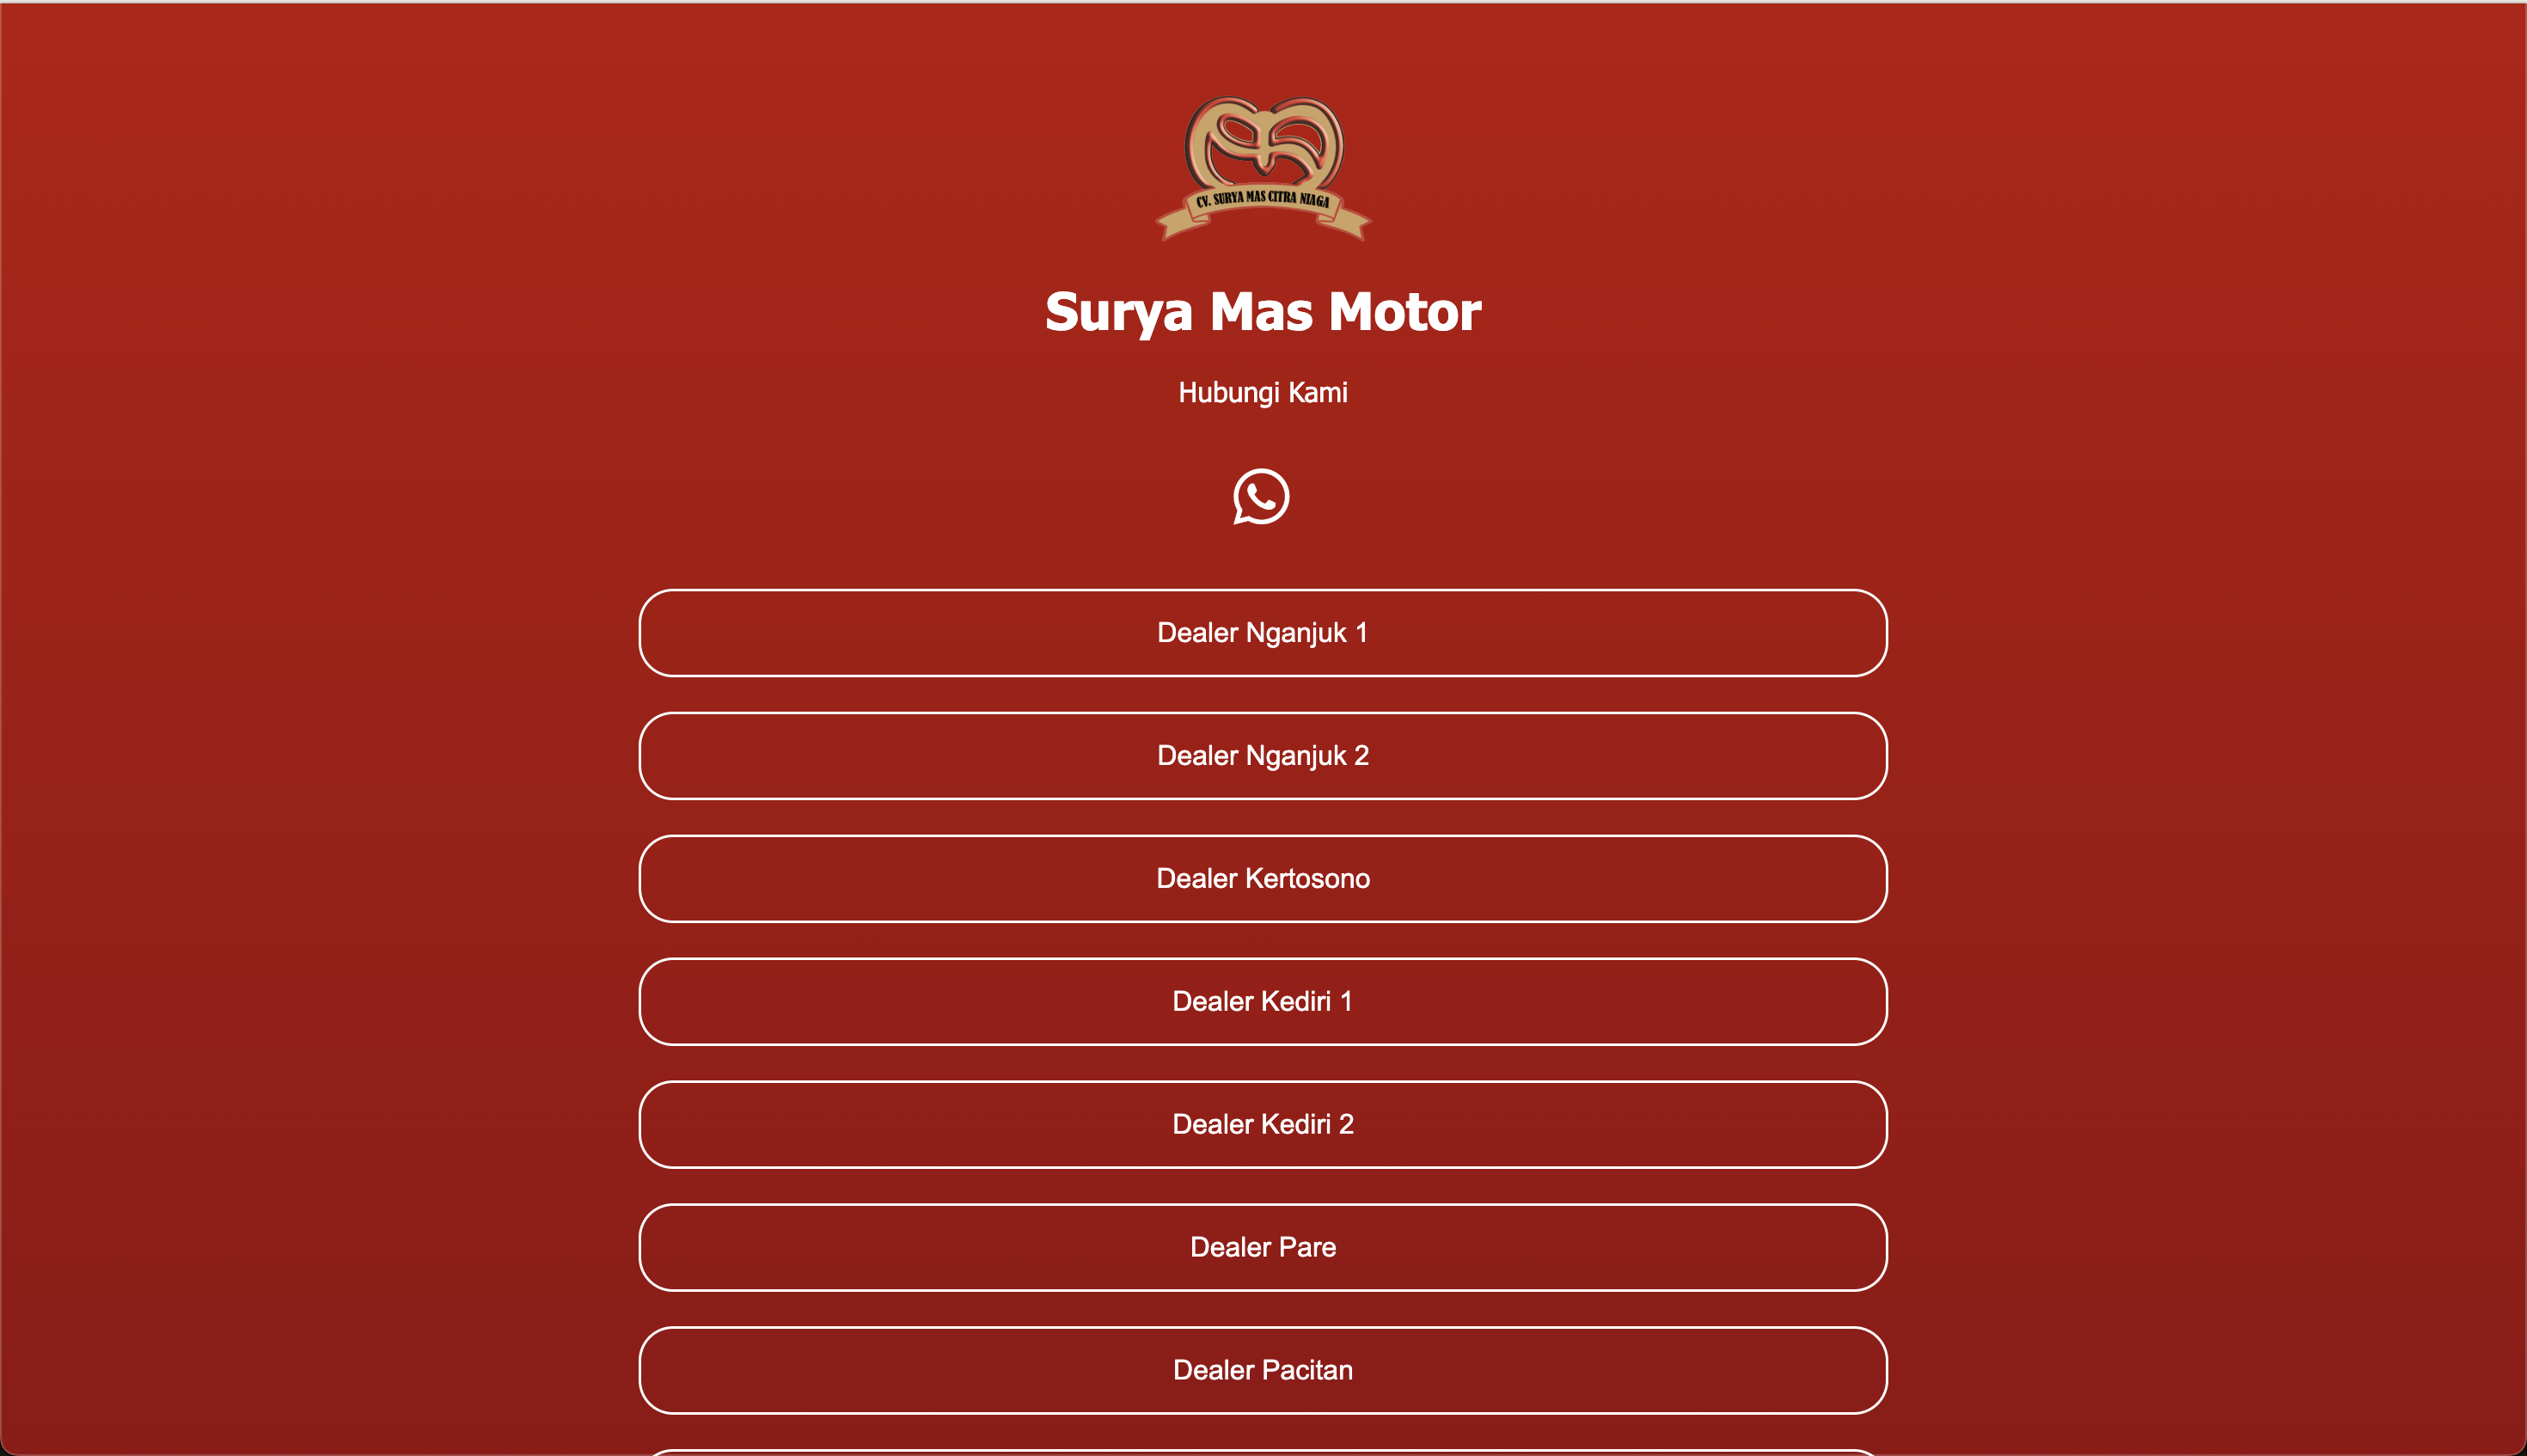 CV. SURYA MAS CITRA NIAGA
Surya Mas Motor
Hubungi Kami
Dealer Nganjuk 1
Dealer Nganjuk 2
Dealer Kertosono
Dealer Kediri 1
Dealer Kediri 2
Dealer Pare
Dealer Pacitan